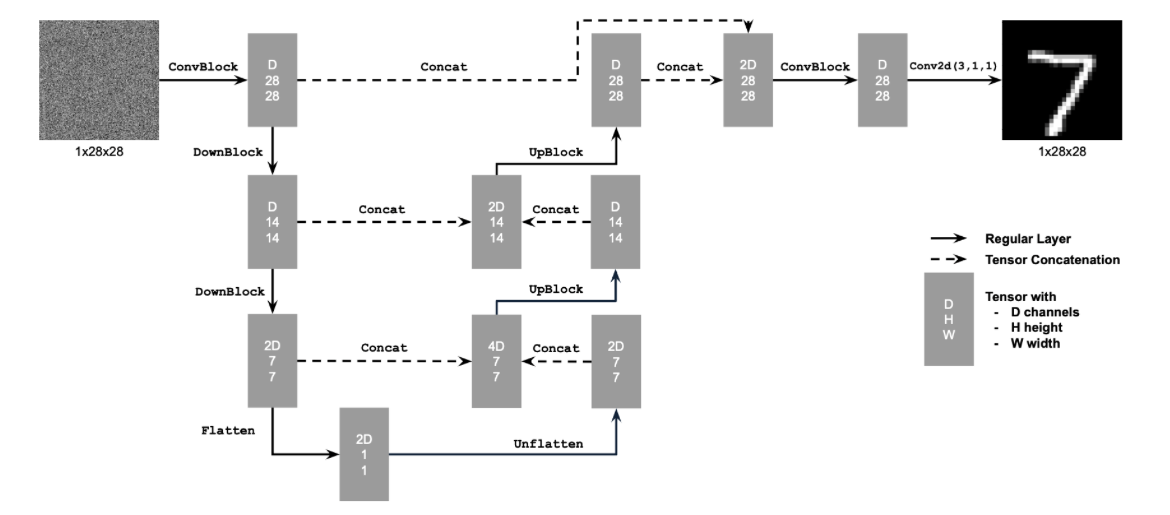 ConvBlock
D
28
28
Concat
D
28
28
Concat
2D
28
28
ConvBlock
D
28
28
Conv2d(3,1,1)
1x28x28
1x28x28
DownBlock
UpBlock
D
14
14
Concat
2D
14
14
Concat
D
14
14
DownBlock
UpBlock
2D
7
7
Concat
4D
7
7
Concat
2D
7
7
Flatten
2D
1
1
Unflatten
Regular Layer
Tensor Concatenation
D
H
W
Tensor with
- D channels
- H height
- W width